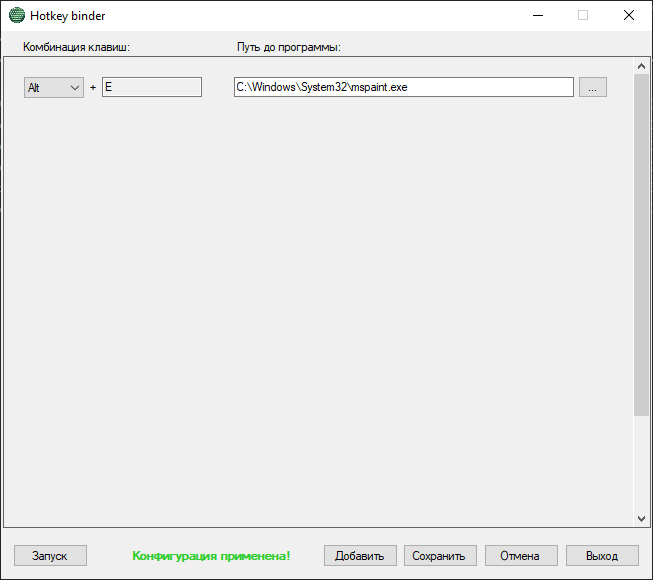 Hotkey binder
Комбинация клавиш: Путь до программы:
Alt + E C:\Windows\System32\mspaint.exe ...
Запуск Конфигурация применена! Добавить Сохранить Отмена Выход